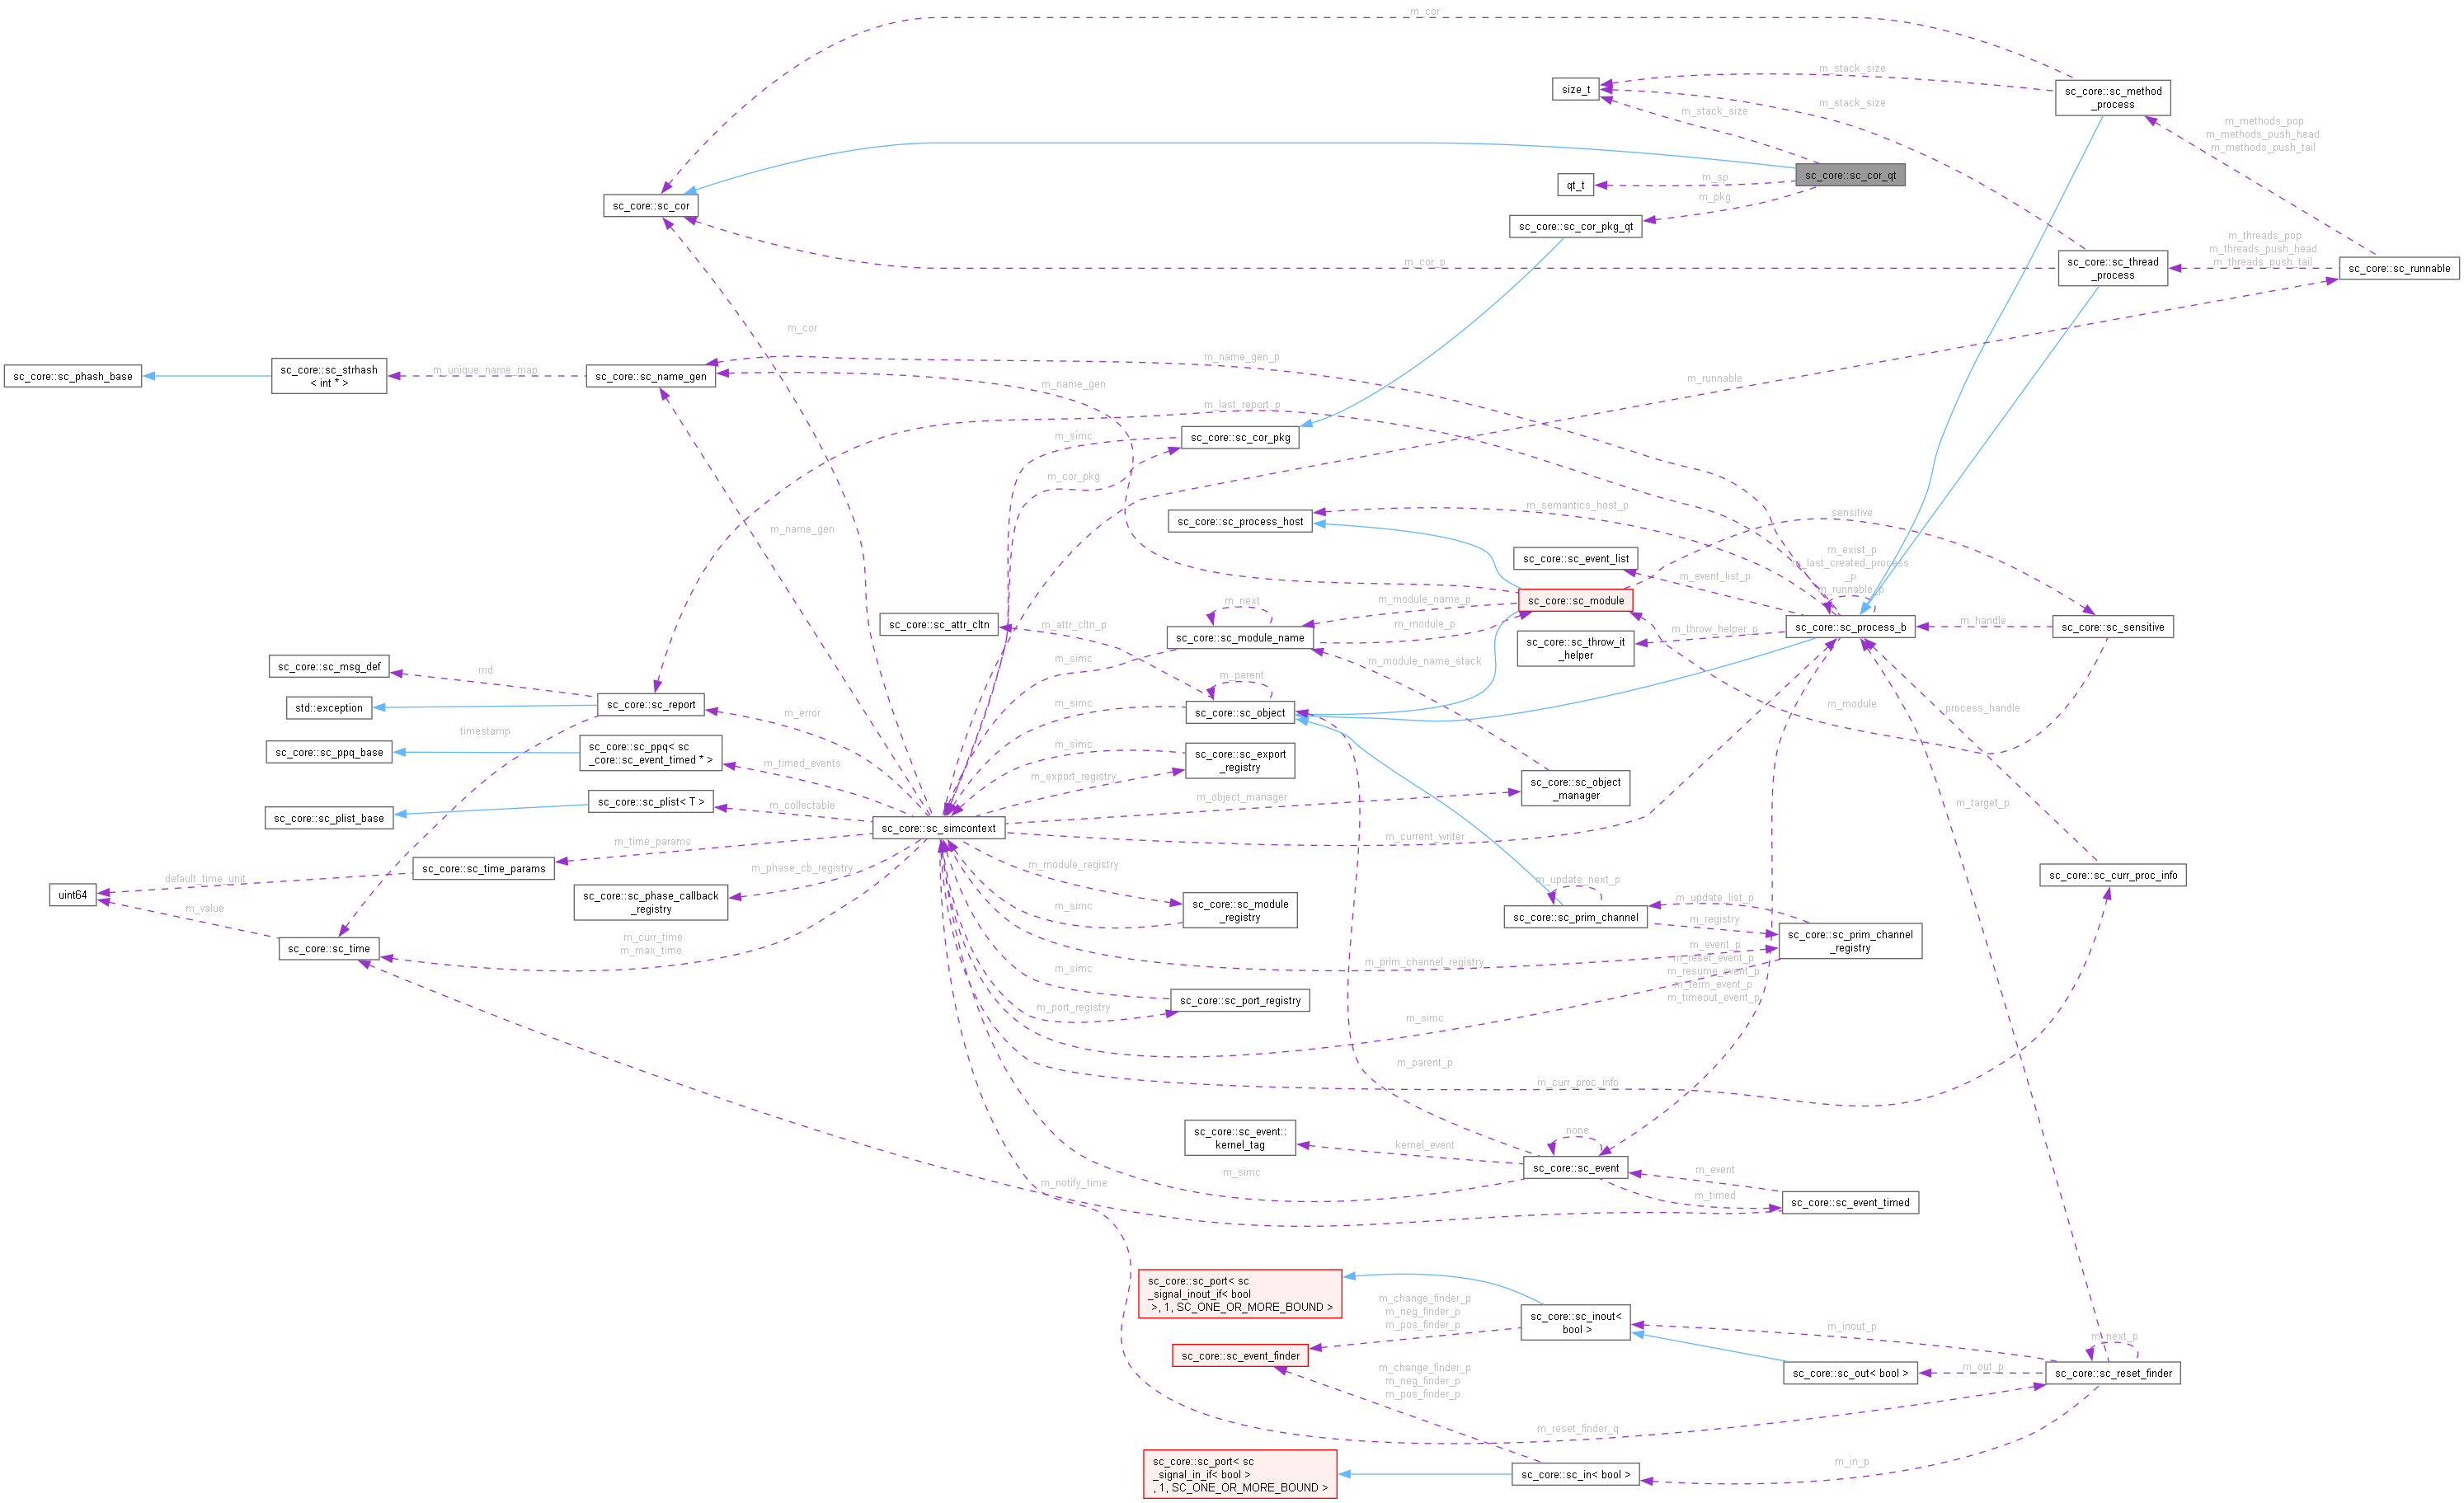 m_cor
m_stack_size
size_t
sc_core::sc_method
_process
m_stack_size
m_stack_size
m_methods_pop
m_methods_push_head
m_methods_push_tail
sc_core::sc_cor_qt
m_sp
qt_t
m_pkg
sc_core::sc_cor
sc_core::sc_cor_pkg_qt
m_threads_pop
m_threads_push_head
m_threads_push_tail
m_cor_p
sc_core::sc_thread
_process
sc_core::sc_runnable
m_cor
m_name_gen_p
sc_core::sc_phash_base
sc_core::sc_strhash
< int * >
m_unique_name_map
sc_core::sc_name_gen
m_name_gen
m_runnable
m_last_report_p
m_simc
sc_core::sc_cor_pkg
m_cor_pkg
m_name_gen
sc_core::sc_process_host
m_semantics_host_p
sensitive
sc_core::sc_event_list
m_exist_p
m_last_created_process
_p
m_runnable_p
m_event_list_p
m_next
m_module_name_p
sc_core::sc_module
sc_core::sc_attr_cltn
m_attr_cltn_p
sc_core::sc_module_name
m_module_p
m_throw_helper_p
sc_core::sc_process_b
m_handle
sc_core::sc_sensitive
sc_core::sc_throw_it
_helper
sc_core::sc_msg_def
md
m_simc
m_module_name_stack
m_parent
std::exception
sc_core::sc_report
m_error
m_simc
sc_core::sc_object
m_module
process_handle
timestamp
sc_core::sc_ppq_base
sc_core::sc_ppq< sc
_core::sc_event_timed * >
m_timed_events
m_simc
sc_core::sc_export
_registry
m_export_registry
sc_core::sc_object
_manager
m_object_manager
sc_core::sc_plist_base
sc_core::sc_plist< T >
m_collectable
m_target_p
sc_core::sc_simcontext
m_current_writer
m_time_params
sc_core::sc_time_params
m_phase_cb_registry
m_module_registry
default_time_unit
uint64
m_value
sc_core::sc_phase_callback
_registry
m_simc
sc_core::sc_module
_registry
m_update_next_p
sc_core::sc_prim_channel
m_update_list_p
m_registry
sc_core::sc_prim_channel
_registry
sc_core::sc_curr_proc_info
sc_core::sc_time
m_curr_time
m_max_time
m_prim_channel_registry
m_event_p
m_reset_event_p
m_resume_event_p
m_term_event_p
m_timeout_event_p
m_simc
sc_core::sc_port_registry
m_port_registry
m_simc
m_parent_p
m_curr_proc_info
sc_core::sc_event::
kernel_tag
kernel_event
none
sc_core::sc_event
m_simc
m_event
m_timed
sc_core::sc_event_timed
m_notify_time
sc_core::sc_port< sc
_signal_inout_if< bool
>, 1, SC_ONE_OR_MORE_BOUND >
m_change_finder_p
m_neg_finder_p
m_pos_finder_p
sc_core::sc_inout<
bool >
m_inout_p
m_next_p
sc_core::sc_event_finder
m_change_finder_p
m_neg_finder_p
m_pos_finder_p
sc_core::sc_out< bool >
m_out_p
sc_core::sc_reset_finder
m_reset_finder_q
sc_core::sc_port< sc
_signal_in_if< bool >
, 1, SC_ONE_OR_MORE_BOUND >
sc_core::sc_in< bool >
m_in_p